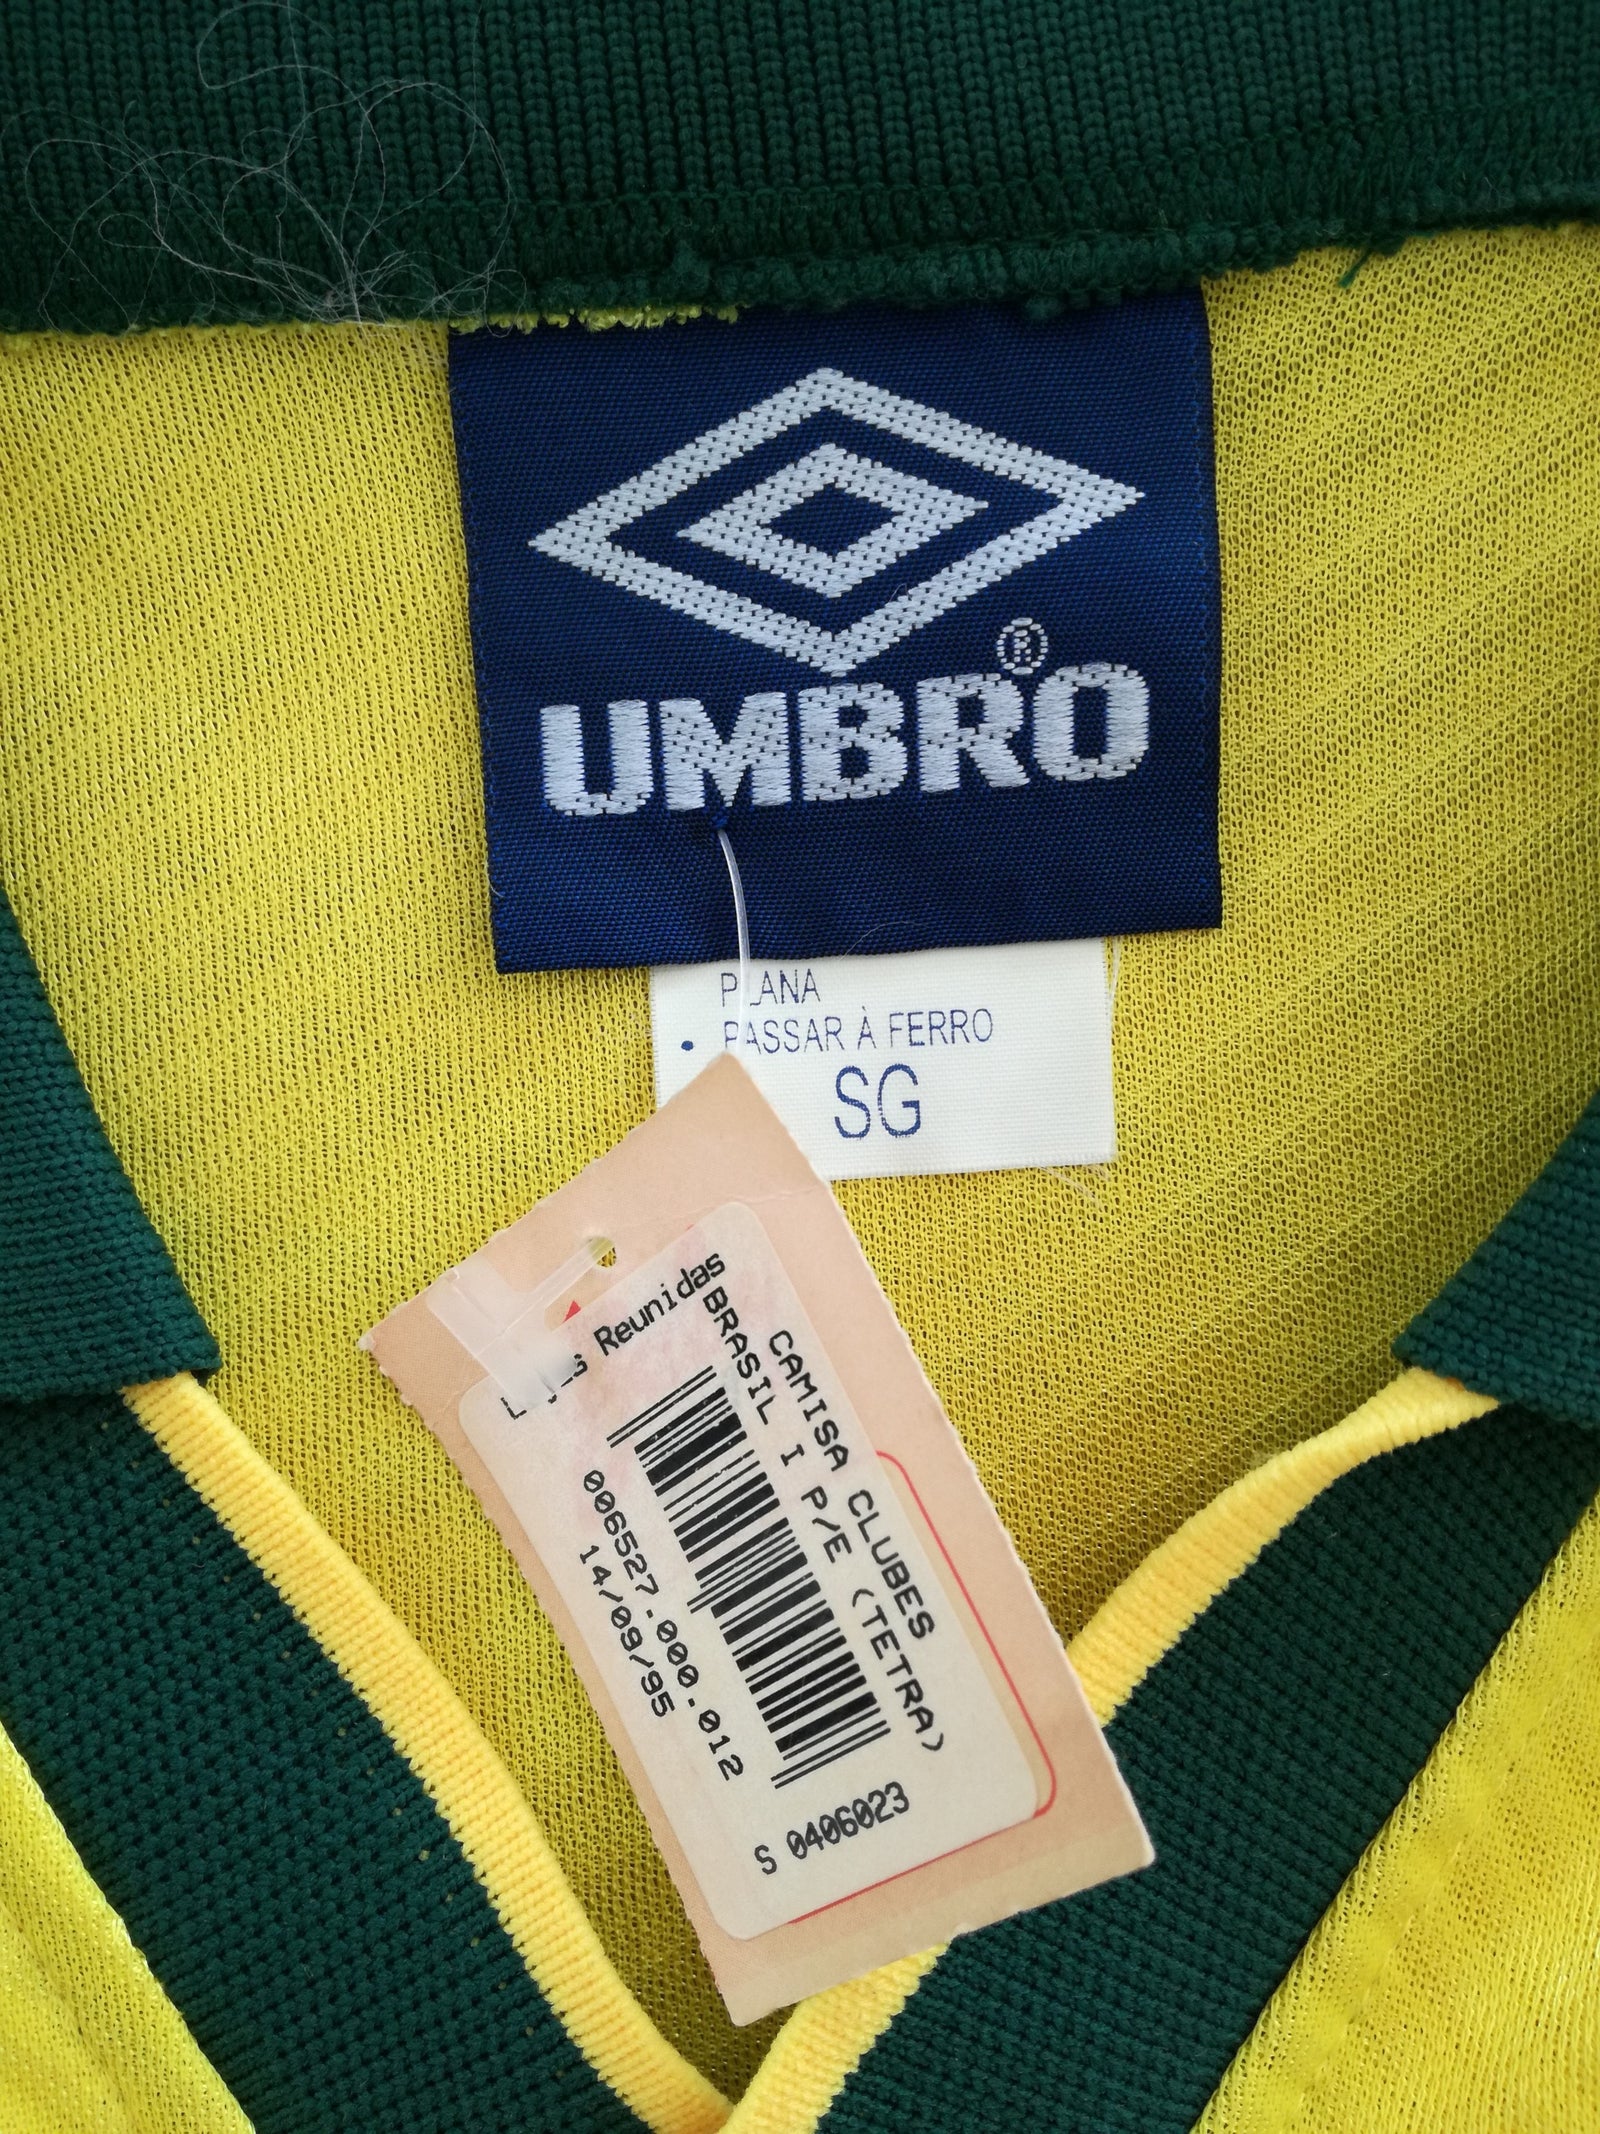 UMBRO®
PLANA
• PASSAR À FERRO
SG
Reunidas
CAMISA CLUBES
BRASIL I P/E (TETRA)
006527.000.012
14/09/95
S 0406023